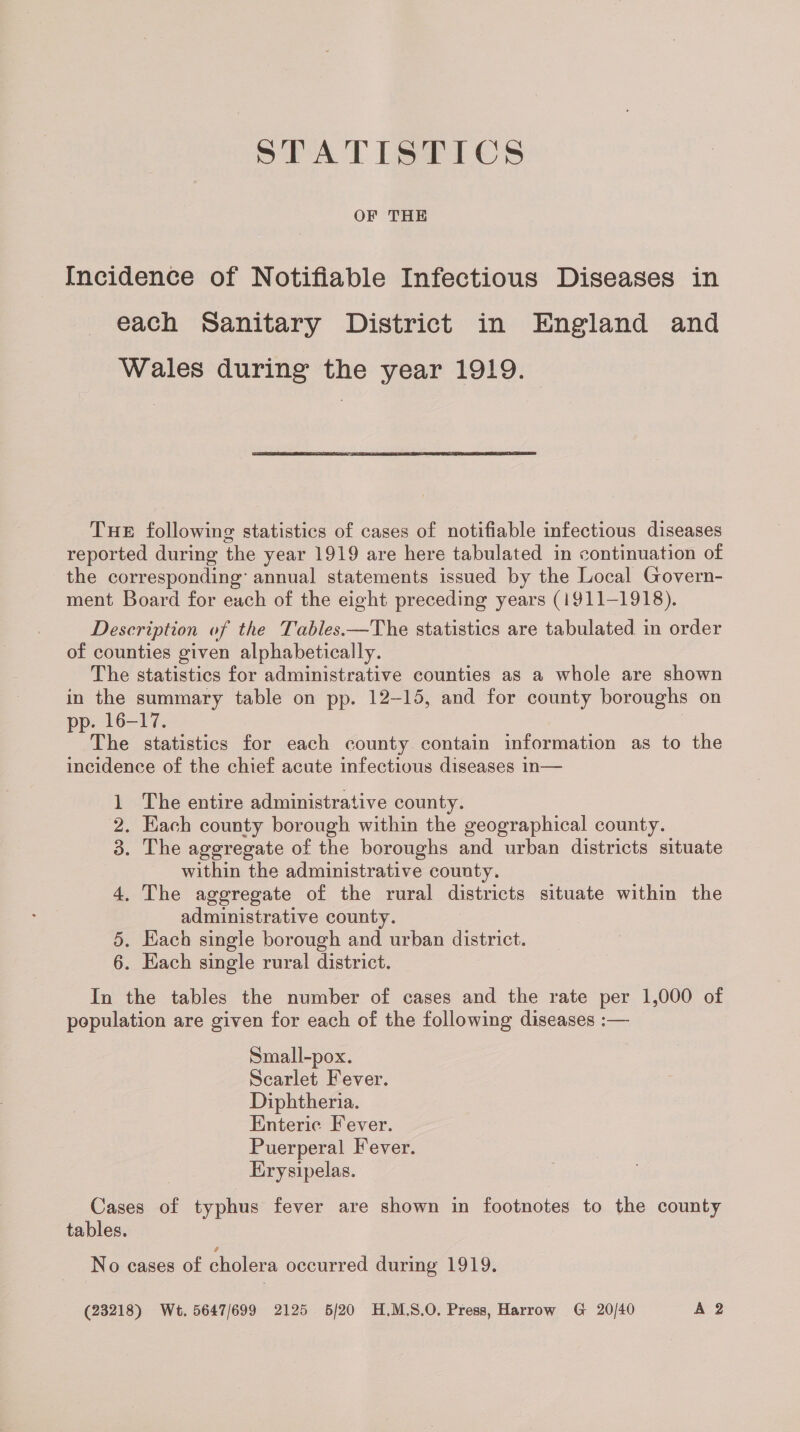 STATISTICS
OF THE
Incidence of Notifiable Infectious Diseases in
each Sanitary District in England and
Wales during the year 1919.
THE following statistics of cases of notifiable infectious diseases
reported during the year 1919 are here tabulated in continuation of
the corresponding annual statements issued by the Local Govern-
ment Board for each of the eight preceding years (1911–1918).
Description of the Tables.—The statistics are tabulated in order
of counties given alphabetically.
The statistics for administrative counties as a whole are shown
in the summary table on pp. 12–15, and for county boroughs on
pp. 16–17.
The statistics for each county contain information as to the
incidence of the chief acute infectious diseases in—
1 The entire administrative county.
2. Each county borough within the geographical county.
3. The aggregate of the boroughs and urban districts situate
within the administrative county.
4. The aggregate of the rural districts situate within the
administrative county.
5. Each single borough and urban district.
6. Each single rural district.
In the tables the number of cases and the rate per 1,000 of
population are given for each of the following diseases :—
Small-pox.
Scarlet Fever.
Diphtheria.
Enteric Fever.
Puerperal Fever.
Erysipelas.
Cases of typhus fever are shown in footnotes to the county
tables.
No cases of cholera occurred during 1919.
(23218) Wt. 5647/699 2125 5/20 H.M.S.O. Press, Harrow G 20/40 A 2